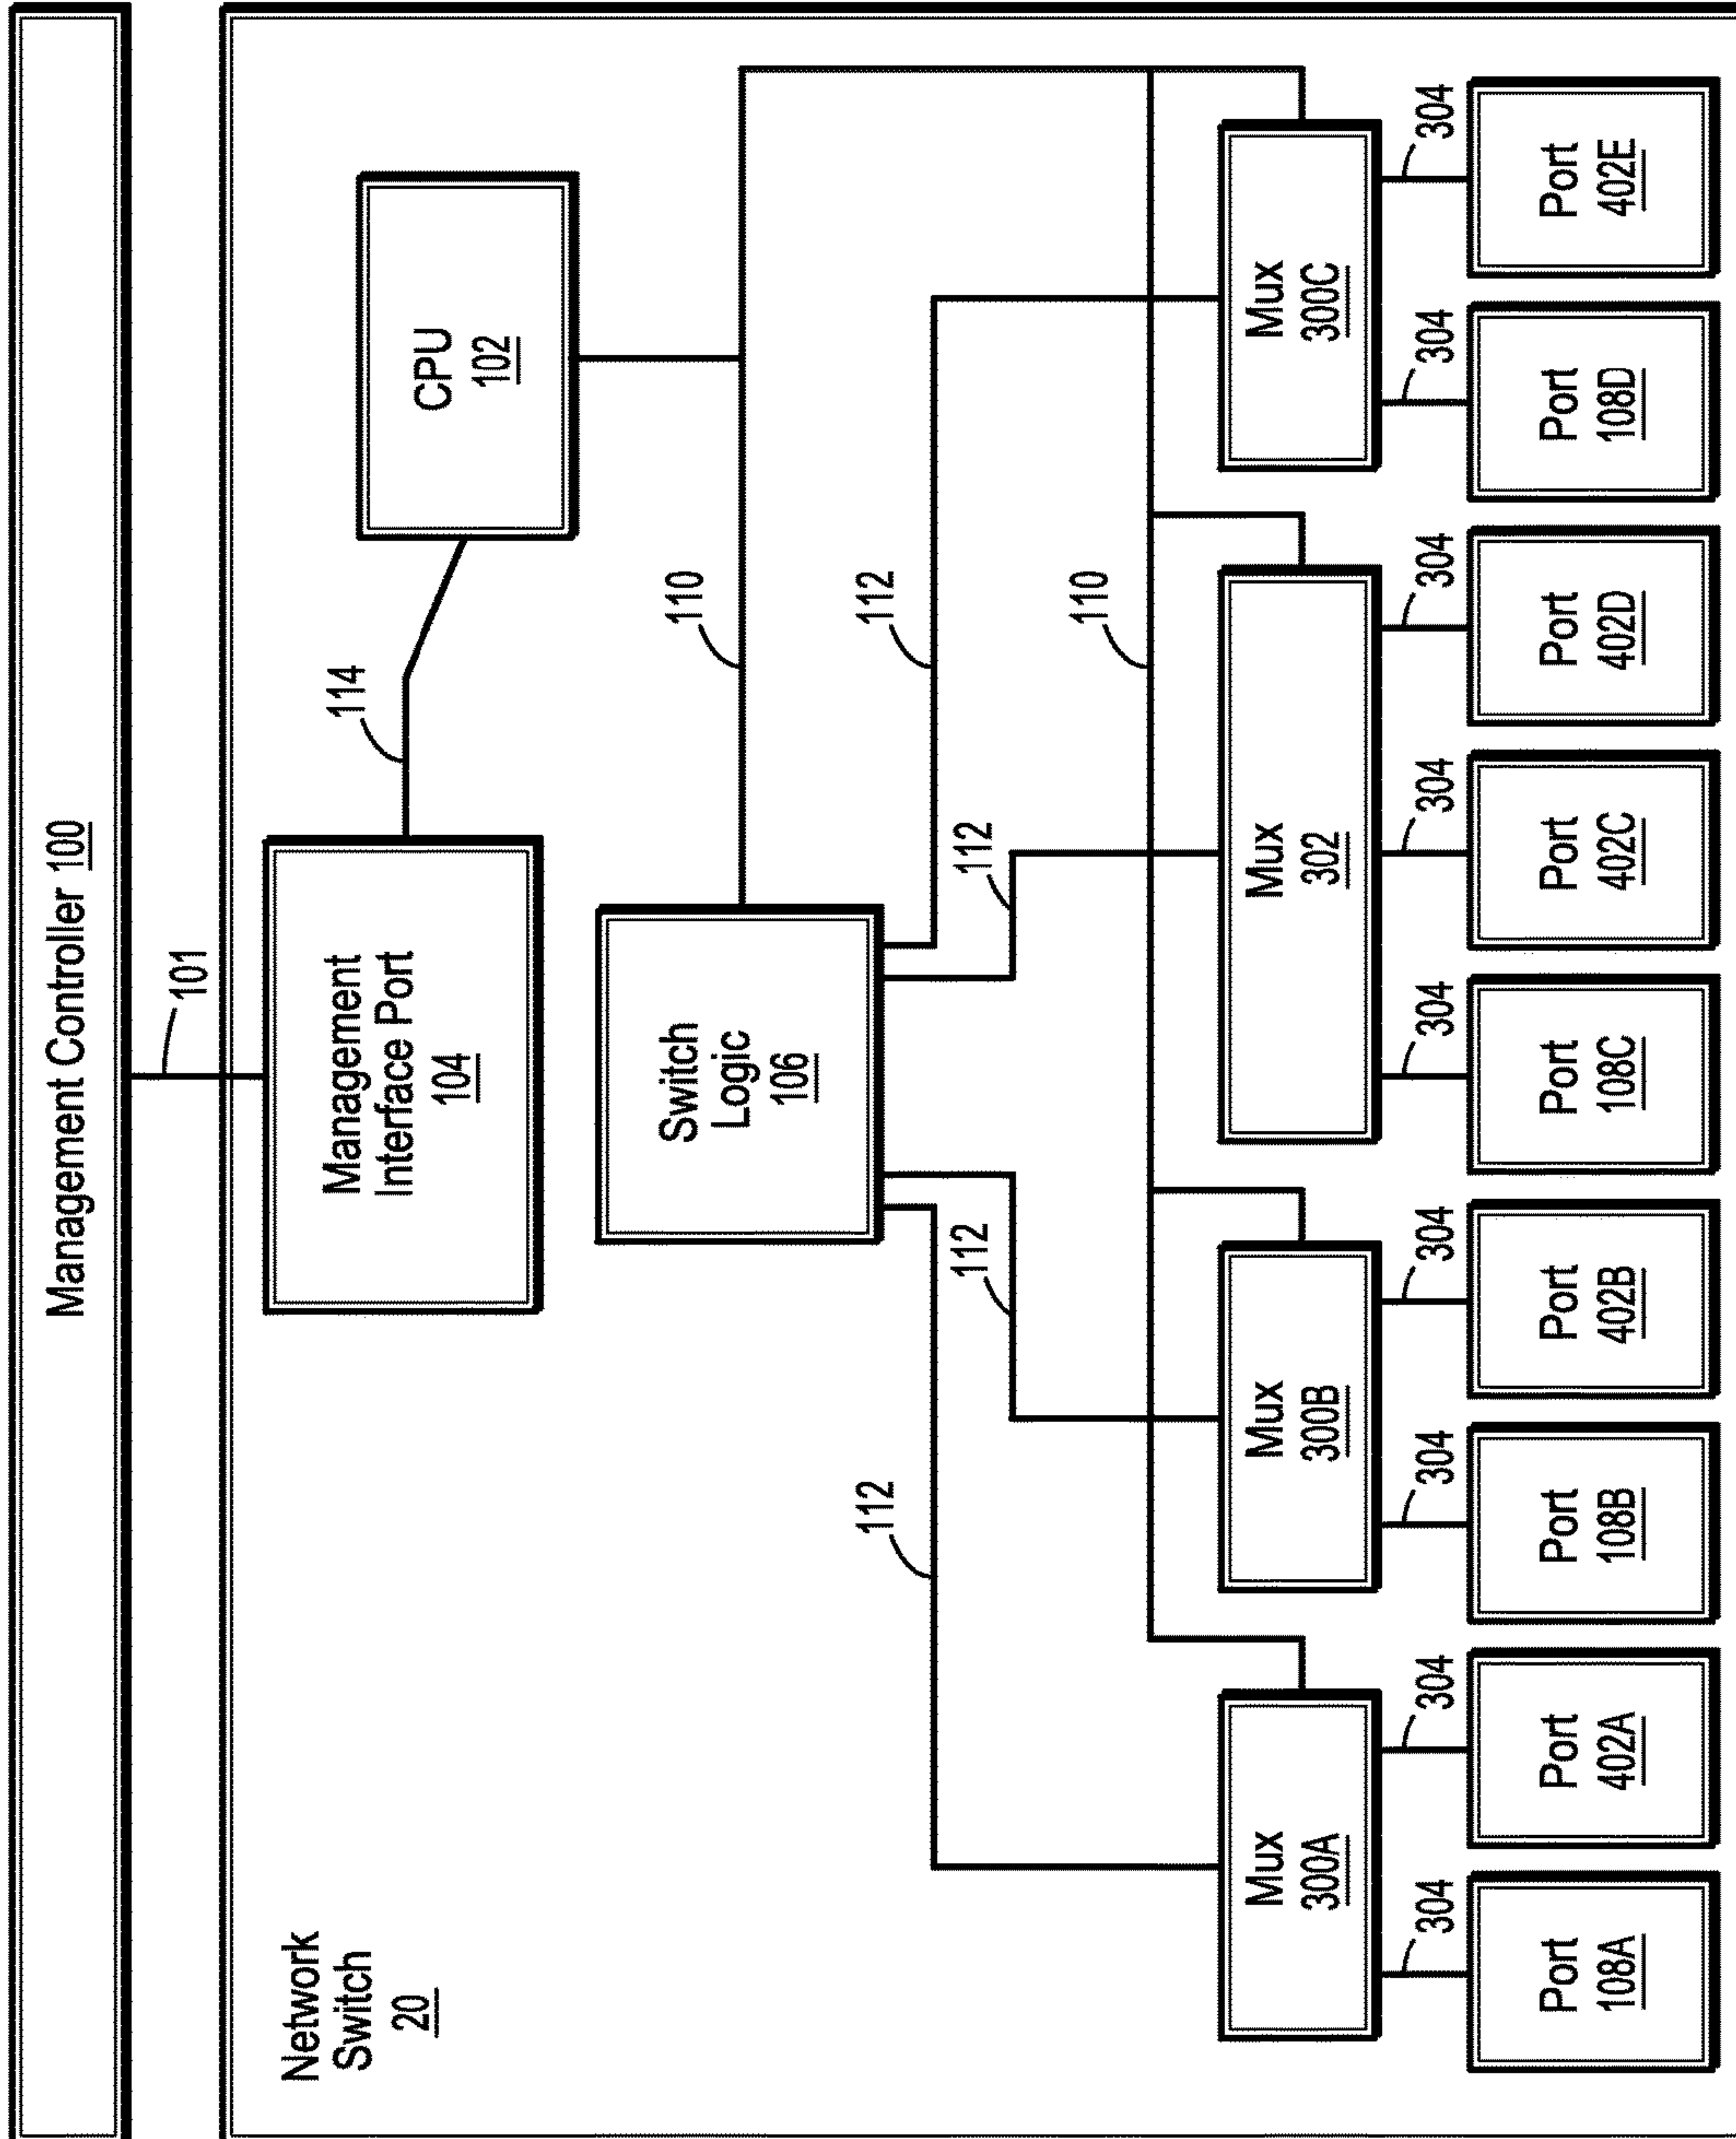 Management Controller 100
101
Network
Switch
20
Management
Interface Port
104
114
CPU
102
Switch
Logic
106
110
112
112
112
112
110
Mux
300A
Mux
300B
Mux
302
Mux
300C
304
304
304
304
304
304
304
304
304
Port
108A
Port
402A
Port
108B
Port
402B
Port
108C
Port
402C
Port
402D
Port
108D
Port
402E